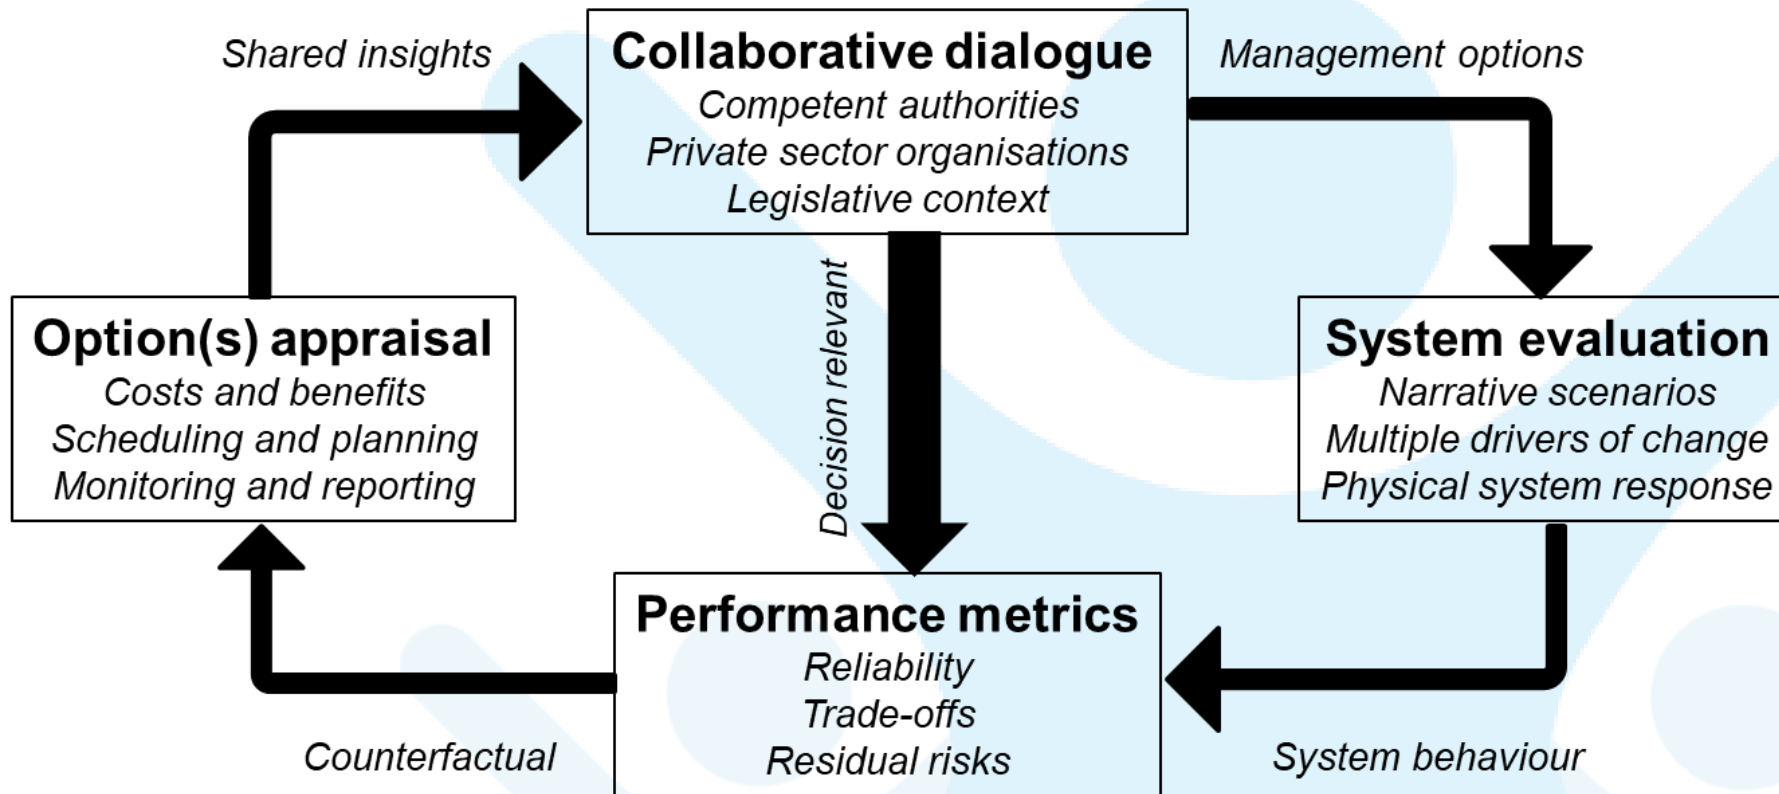 Shared insights
Collaborative dialogue
Competent authorities
Private sector organisations
Legislative context
Management options
Option(s) appraisal
Costs and benefits
Scheduling and planning
Monitoring and reporting
Decision relevant
System evaluation
Narrative scenarios
Multiple drivers of change
Physical system response
Performance metrics
Reliability
Trade-offs
Residual risks
Counterfactual
System behaviour